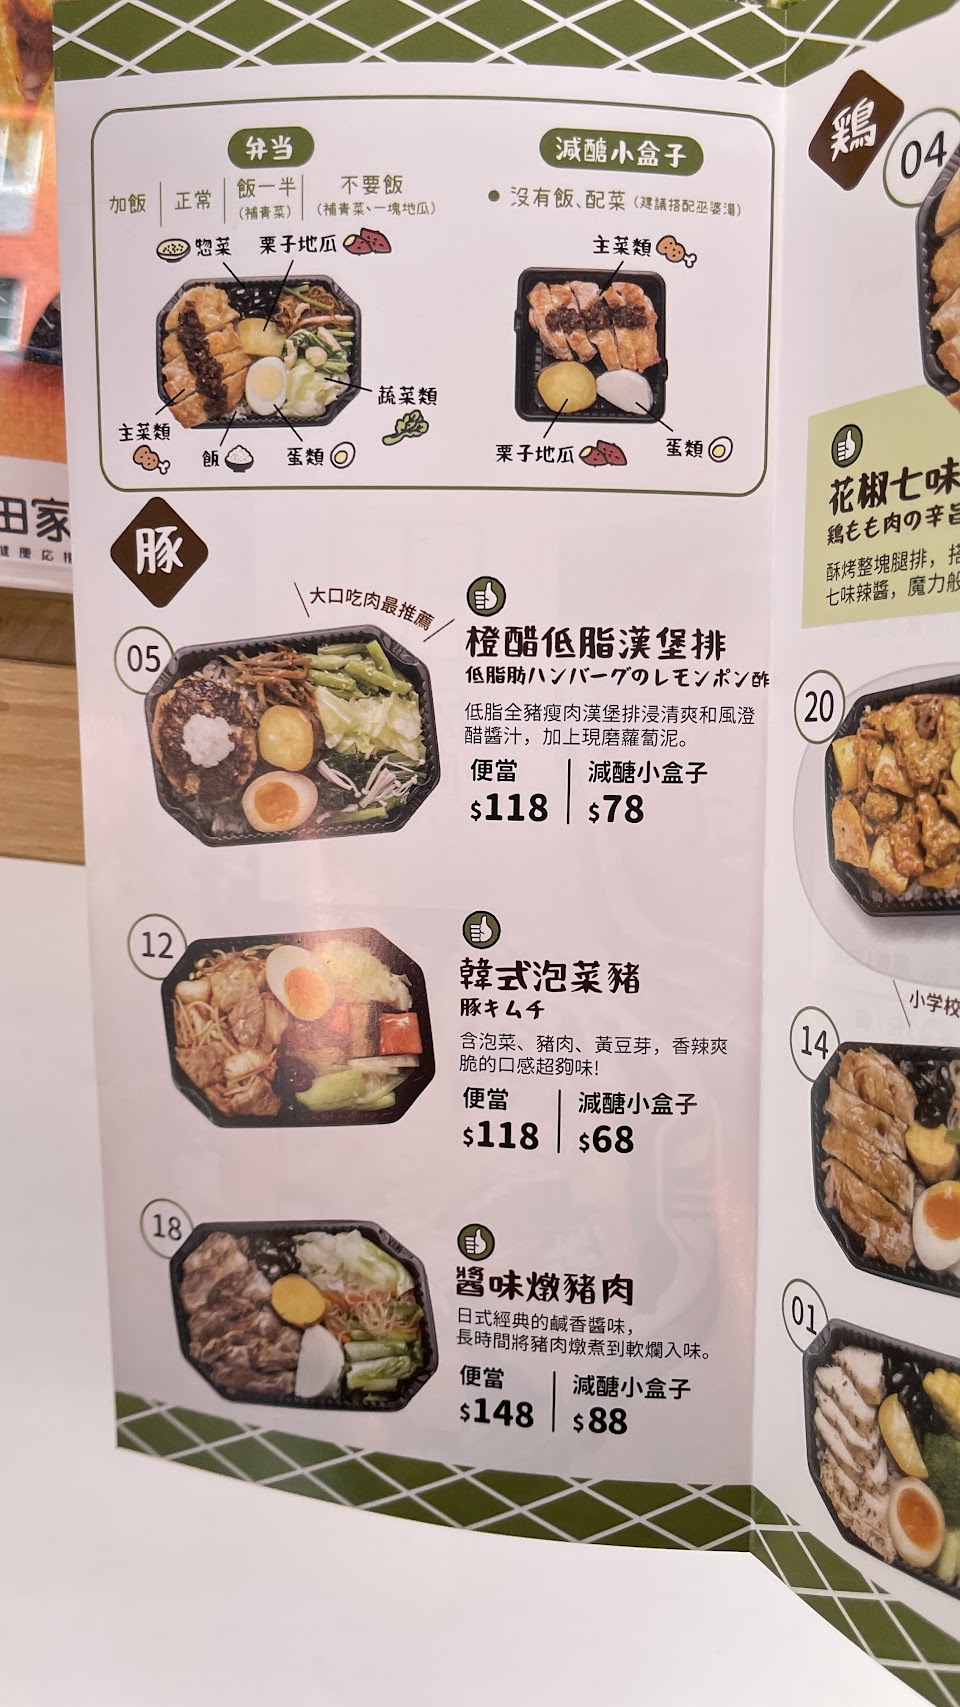 弁当
加飯 | 正常 | 飯一半 (補青菜) | 不要飯 (補青菜、一塊地瓜)
惣菜
栗子地瓜
蔬菜類
主菜類
飯
蛋類
減醣小盒子
• 沒有飯、配菜 (建議搭配巫婆湯)
主菜類
栗子地瓜
蛋類
豚
大口吃肉最推薦
05
橙醋低脂漢堡排
低脂肪ハンバーグのレモンポン酢
低脂全豬瘦肉漢堡排浸清爽和風澄
醋醬汁，加上現磨蘿蔔泥。
便當 | 減醣小盒子
$118 | $78
12
韓式泡菜豬
豚キムチ
含泡菜、豬肉、黃豆芽，香辣爽
脆的口感超夠味!
便當 | 減醣小盒子
$118 | $68
18
醬味燉豬肉
日式經典的鹹香醬味，
長時間將豬肉燉煮到軟爛入味。
便當 | 減醣小盒子
$148 | $88
鶏
04
花椒七味
鶏もも肉の辛旨
酥烤整塊腿排，搭
七味辣醬，魔力般
20
小学校
14
01
田家
健康応